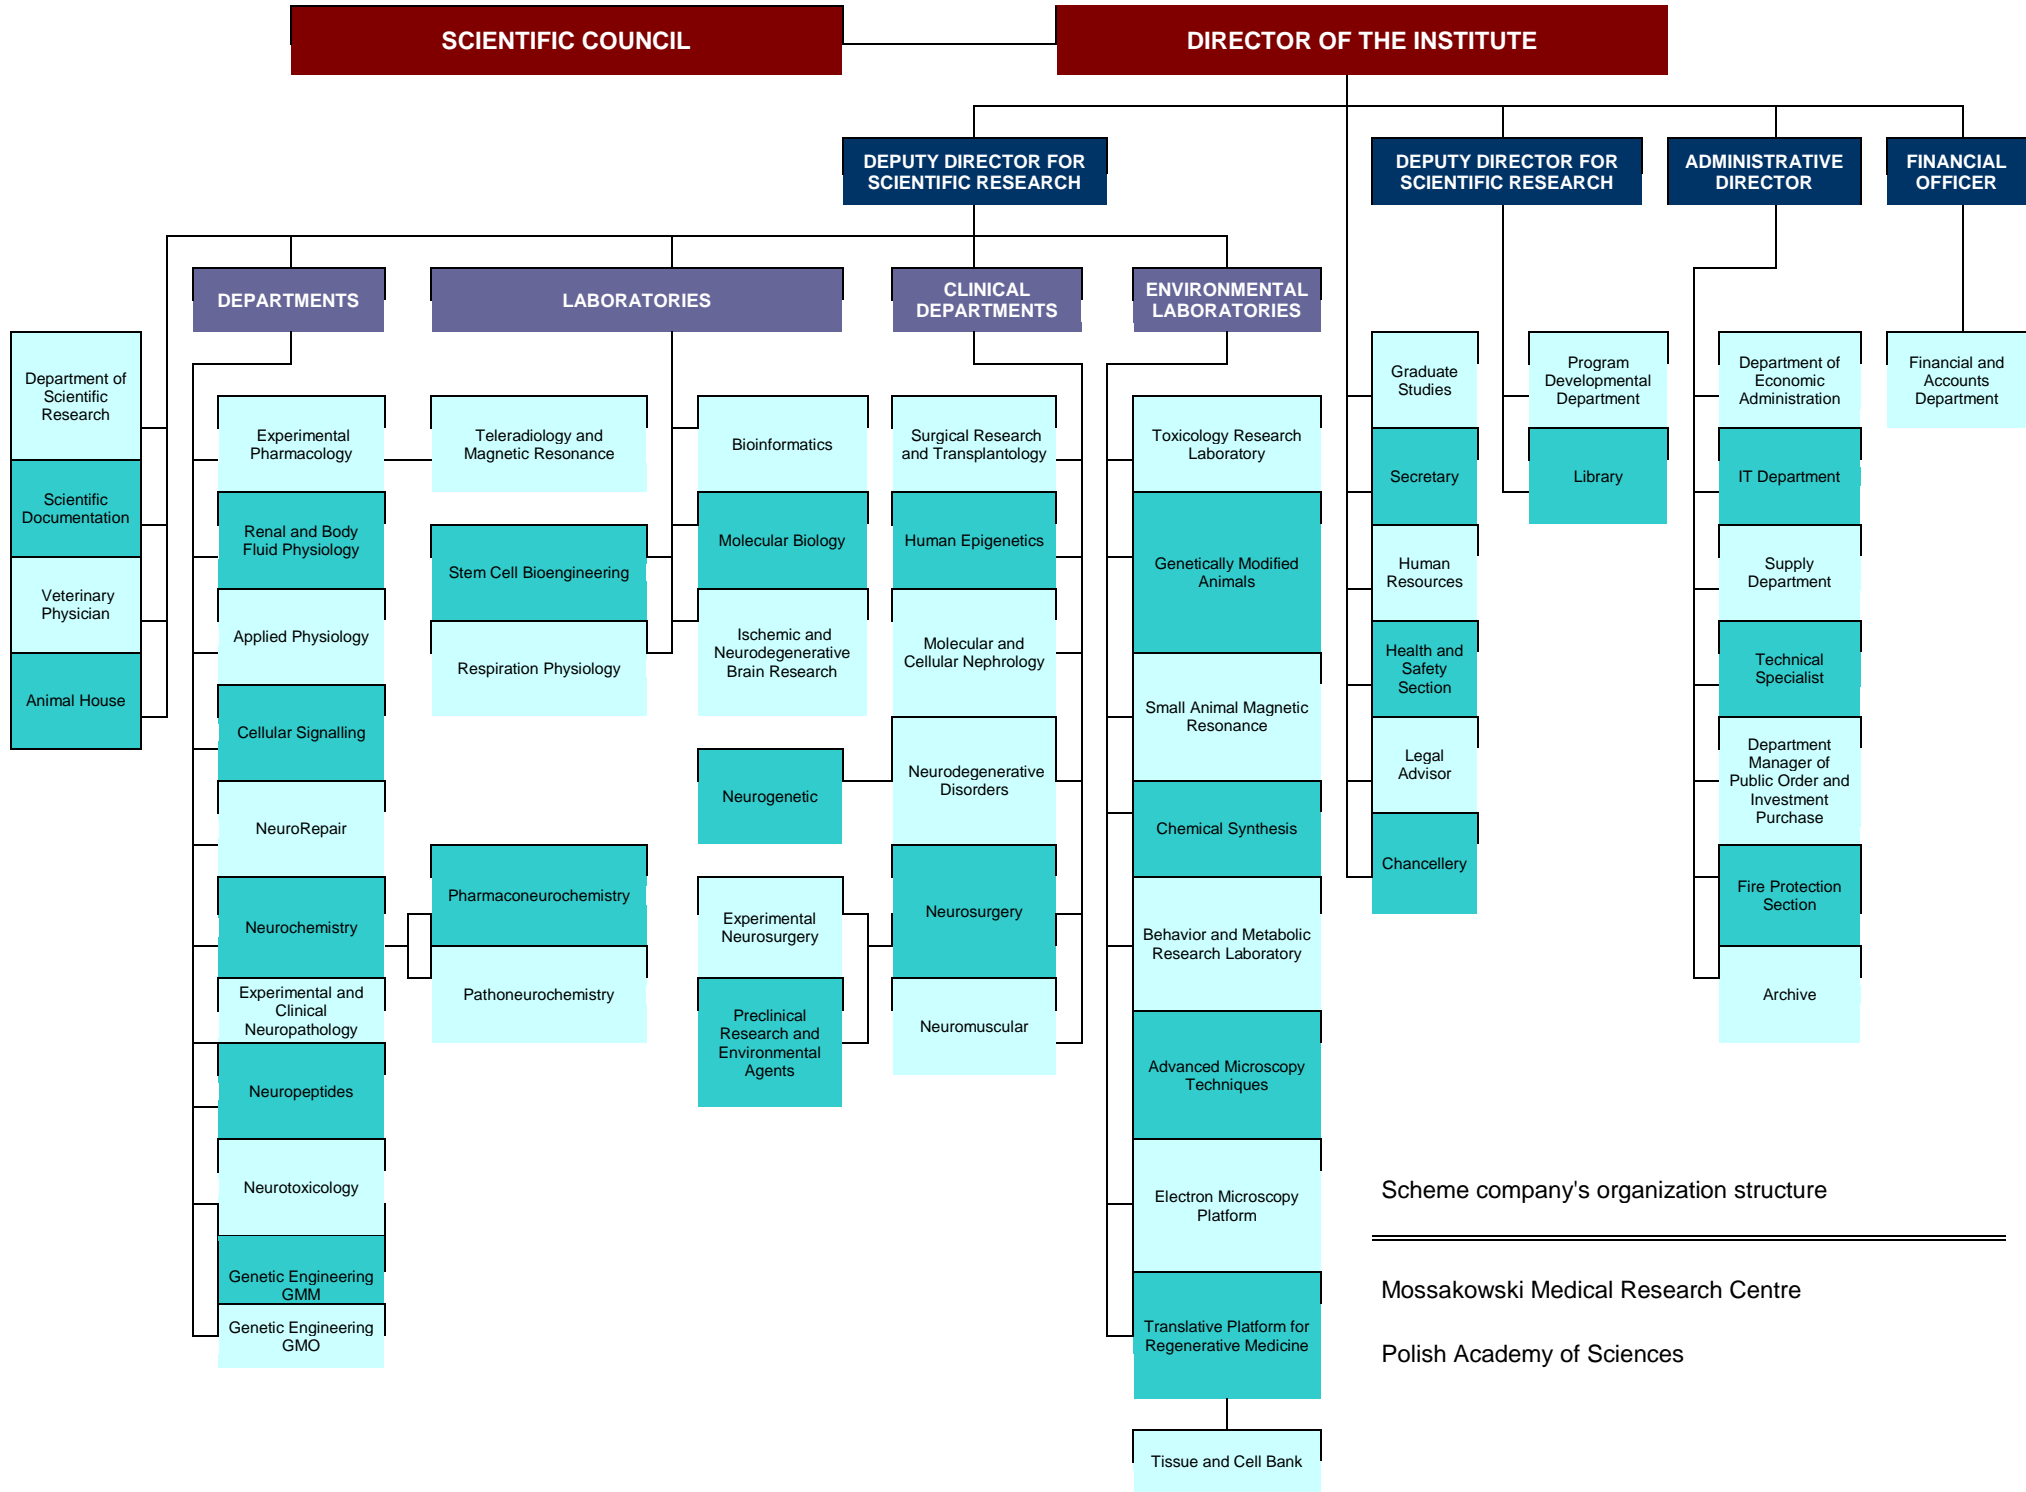 SCIENTIFIC COUNCIL
DIRECTOR OF THE INSTITUTE
DEPUTY DIRECTOR FOR
SCIENTIFIC RESEARCH
DEPUTY DIRECTOR FOR
SCIENTIFIC RESEARCH
ADMINISTRATIVE
DIRECTOR
FINANCIAL
OFFICER
DEPARTMENTS
LABORATORIES
CLINICAL
DEPARTMENTS
ENVIRONMENTAL
LABORATORIES
Department of
Scientific
Research
Scientific
Documentation
Veterinary
Physician
Animal House
Experimental
Pharmacology
Renal and Body
Fluid Physiology
Applied Physiology
Cellular Signalling
NeuroRepair
Neurochemistry
Experimental and
Clinical
Neuropathology
Neuropeptides
Neurotoxicology
Genetic Engineering
GMM
Genetic Engineering
GMO
Teleradiology and
Magnetic Resonance
Stem Cell Bioengineering
Respiration Physiology
Pharmaconeurochemistry
Pathoneurochemistry
Bioinformatics
Molecular Biology
Ischemic and
Neurodegenerative
Brain Research
Neurogenetic
Experimental
Neurosurgery
Preclinical
Research and
Environmental
Agents
Surgical Research
and Transplantology
Human Epigenetics
Molecular and
Cellular Nephrology
Neurodegenerative
Disorders
Neurosurgery
Neuromuscular
Toxicology Research
Laboratory
Genetically Modified
Animals
Small Animal Magnetic
Resonance
Chemical Synthesis
Behavior and Metabolic
Research Laboratory
Advanced Microscopy
Techniques
Electron Microscopy
Platform
Translative Platform for
Regenerative Medicine
Tissue and Cell Bank
Graduate
Studies
Secretary
Human
Resources
Health and
Safety
Section
Legal
Advisor
Chancellery
Program
Developmental
Department
Library
Department of
Economic
Administration
IT Department
Supply
Department
Technical
Specialist
Department
Manager of
Public Order and
Investment
Purchase
Fire Protection
Section
Archive
Financial and
Accounts
Department
Scheme company's organization structure
Mossakowski Medical Research Centre
Polish Academy of Sciences